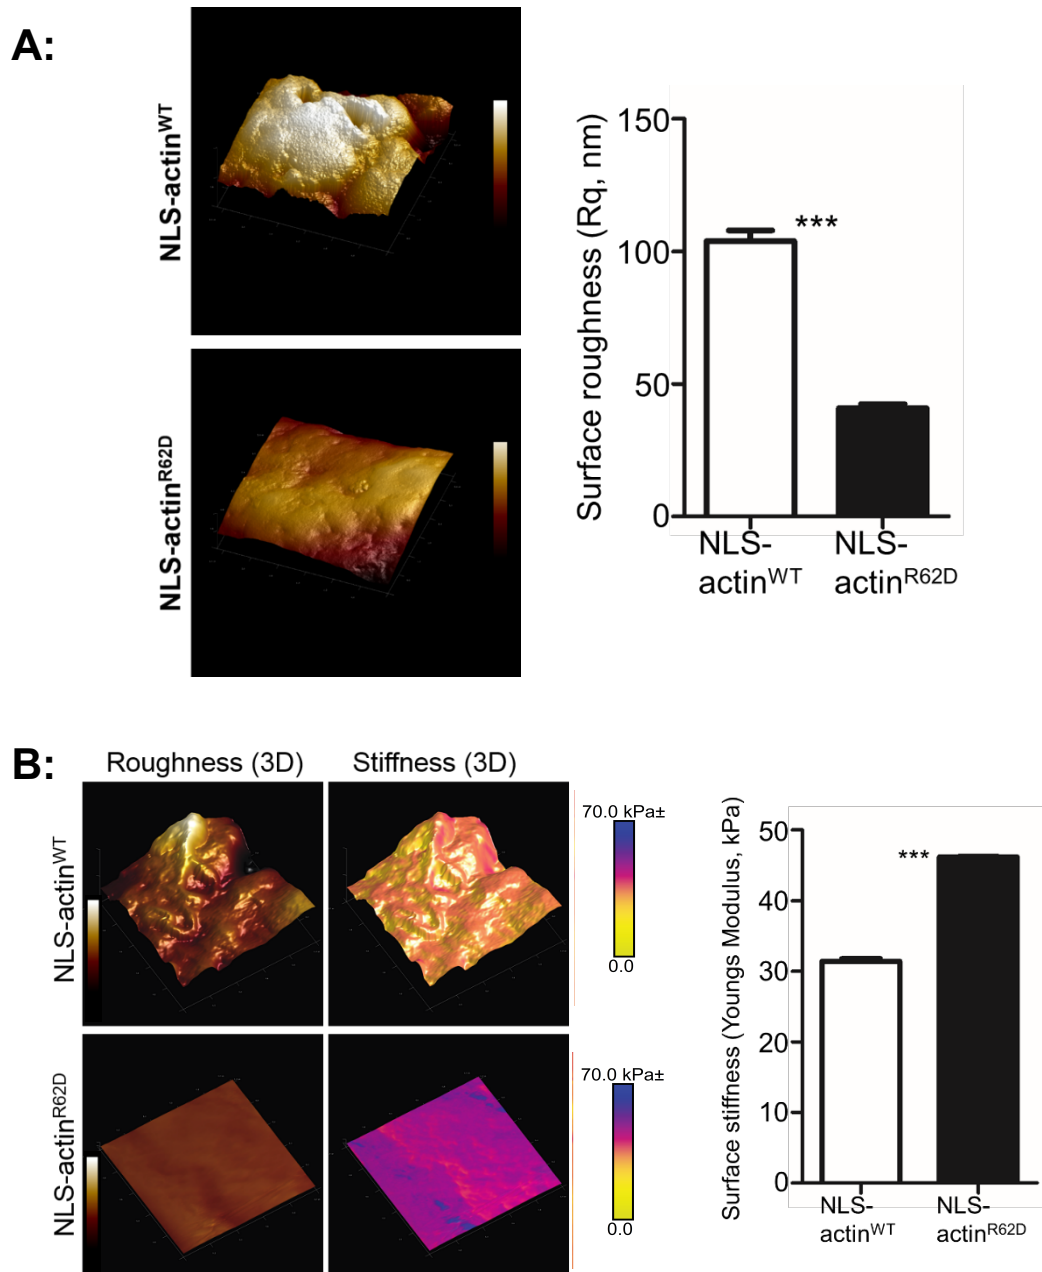 A:
NLS-actinWT
NLS-actinR62D
Surface roughness (Rq, nm)
150
100
50
0
***
NLS-
actinWT
NLS-
actinR62D
B:
Roughness (3D)
Stiffness (3D)
NLS-actinWT
NLS-actinR62D
70.0 kPa±
0.0
70.0 kPa±
0.0
Surface stiffness (Youngs Modulus, kPa)
50
40
30
20
10
0
***
NLS-
actinWT
NLS-
actinR62D